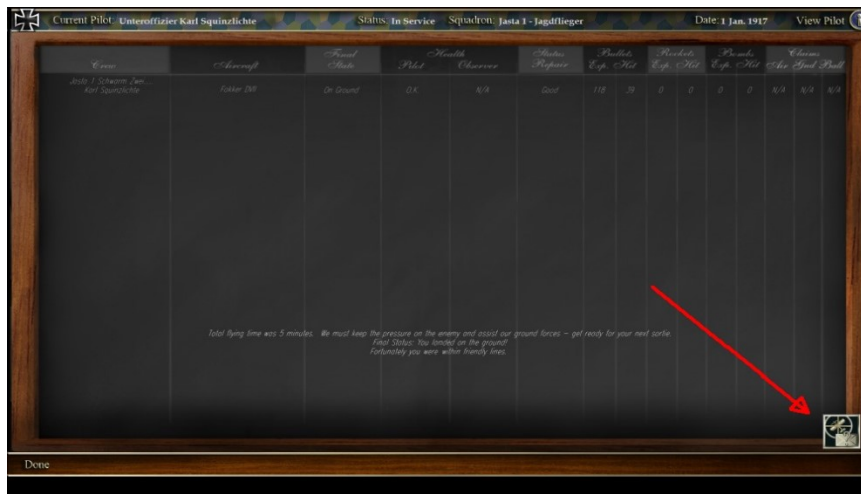 Current Pilot: Unteroffizier Karl Squinzlichte Status: In Service Squadron: Jasta 1 - Jagdflieger Date: 1 Jan. 1917 View Pilot
Final Health Status Bullets Rockets Bombs Claims
Crew Aircraft State Pilot Observer Repair Exp. Hit Exp. Hit Exp. Hit Air Gnd Ball
Jasta 1 Schwarm Zwei....
Karl Squinzlichte Fokker DVII On Ground O.K. N/A Good 118 39 0 0 0 0 N/A N/A N/A
Total flying time was 5 minutes. We must keep the pressure on the enemy and assist our ground forces - get ready for your next sortie.
Final Status: You landed on the ground!
Fortunately you were within friendly lines.
Done